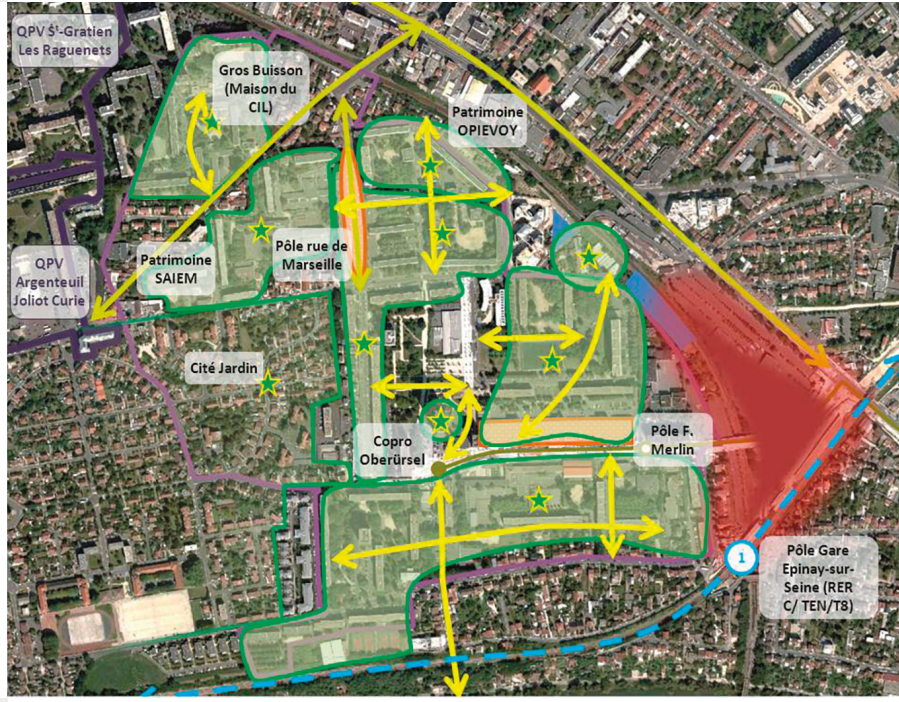 QPV Sᵗ-Gratien
Les Raguenets
Gros Buisson
(Maison du
CIL)
Patrimoine
OPIEVOY
Patrimoine
SAIEM
Pôle rue de
Marseille
QPV
Argenteuil
Joliot Curie
Cité Jardin
Copro
Oberürsel
Pôle F.
Merlin
1
Pôle Gare
Epinay-sur-
Seine (RER
C/ TEN/T8)